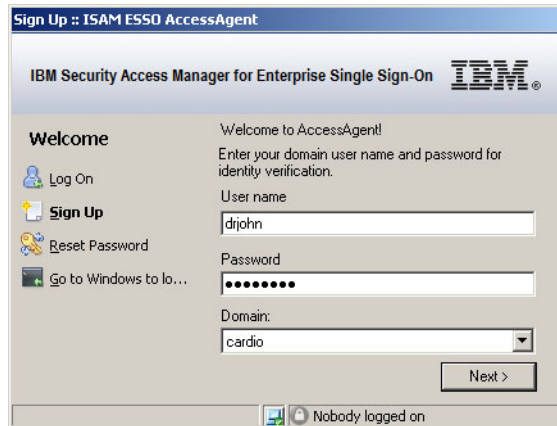 Sign Up :: ISAM ESSO AccessAgent
IBM Security Access Manager for Enterprise Single Sign-On
IBM®
Welcome
Log On
Sign Up
Reset Password
Go to Windows to lo...
Welcome to AccessAgent!
Enter your domain user name and password for
identity verification.
User name
drjohn
Password
••••••••
Domain:
cardio
Next >
Nobody logged on